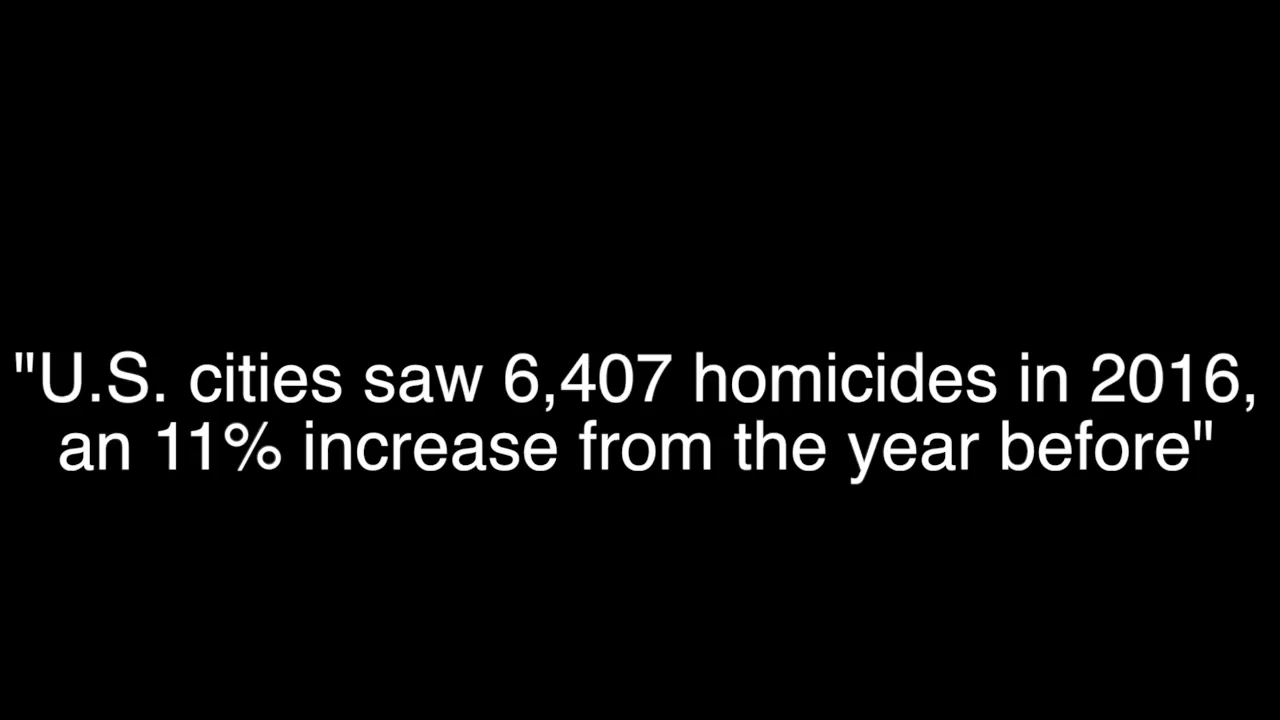 "U.S. cities saw 6,407 homicides in 2016,
an 11% increase from the year before"